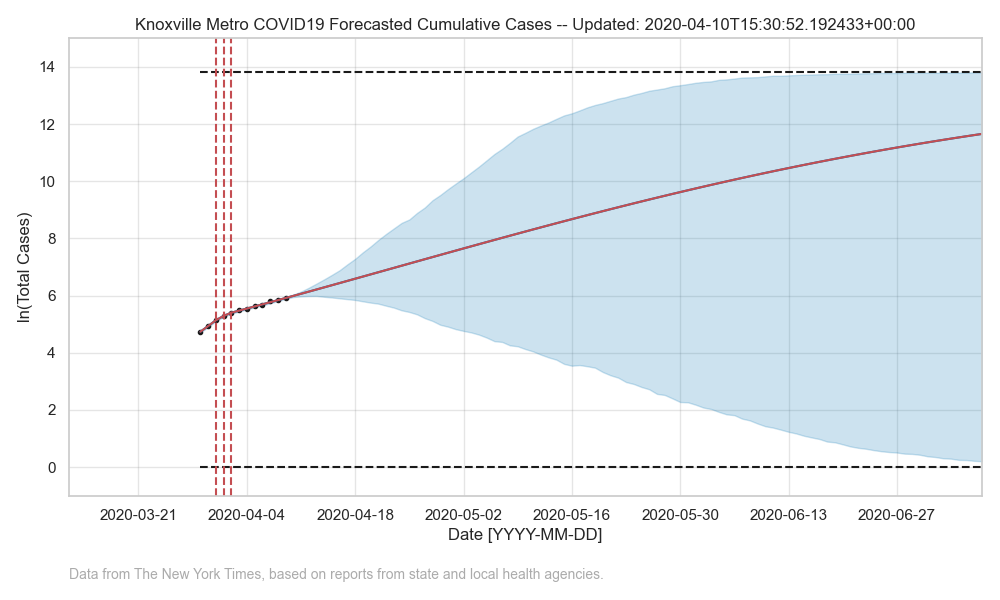 Knoxville Metro COVID19 Forecasted Cumulative Cases -- Updated: 2020-04-10T15:30:52.192433+00:00
14
12
10
8
6
4
2
0
ln(Total Cases)
2020-03-21 2020-04-04 2020-04-18 2020-05-02 2020-05-16 2020-05-30 2020-06-13 2020-06-27
Date [YYYY-MM-DD]
Data from The New York Times, based on reports from state and local health agencies.